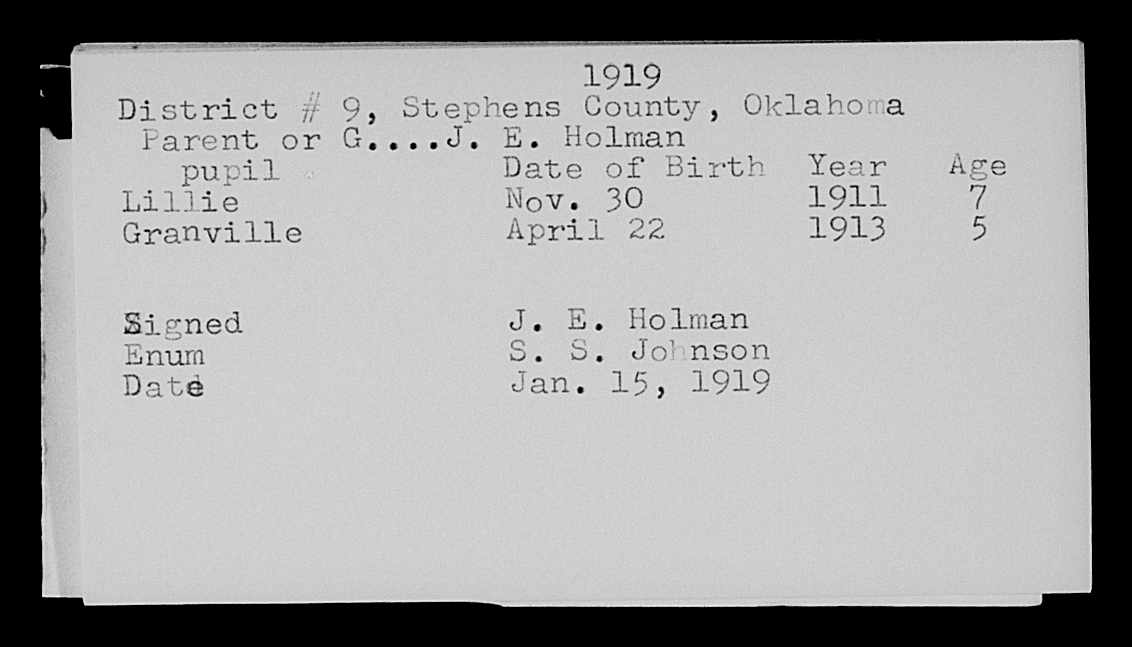 1919
District # 9, Stephens County, Oklahoma
Parent or G....J. E. Holman
pupil Date of Birth Year Age
Lillie Nov. 30 1911 7
Granville April 22 1913 5
Signed J. E. Holman
Enum S. S. Johnson
Date Jan. 15, 1919